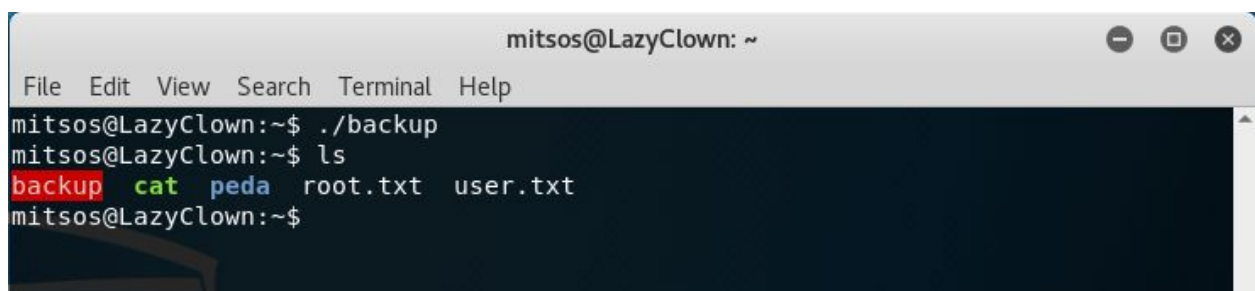 mitsos@LazyClown: ~
File Edit View Search Terminal Help
mitsos@LazyClown:~$ ./backup
mitsos@LazyClown:~$ ls
backup cat peda root.txt user.txt
mitsos@LazyClown:~$